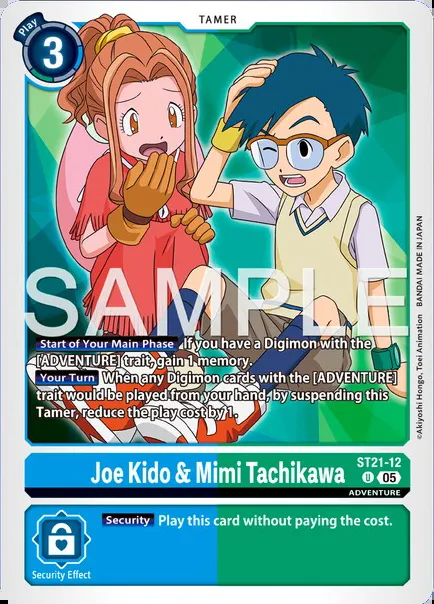 TAMER
Play
3
SAMPLE
Start of Your Main Phase If you have a Digimon with the
[ADVENTURE] trait, gain 1 memory.
Your Turn When any Digimon cards with the [ADVENTURE]
trait would be played from your hand, by suspending this
Tamer, reduce the play cost by 1.
©Akiyoshi Hongo, Toei Animation BANDAI MADE IN JAPAN
Joe Kido & Mimi Tachikawa
ST21-12
U 05
ADVENTURE
Security Play this card without paying the cost.
Security Effect